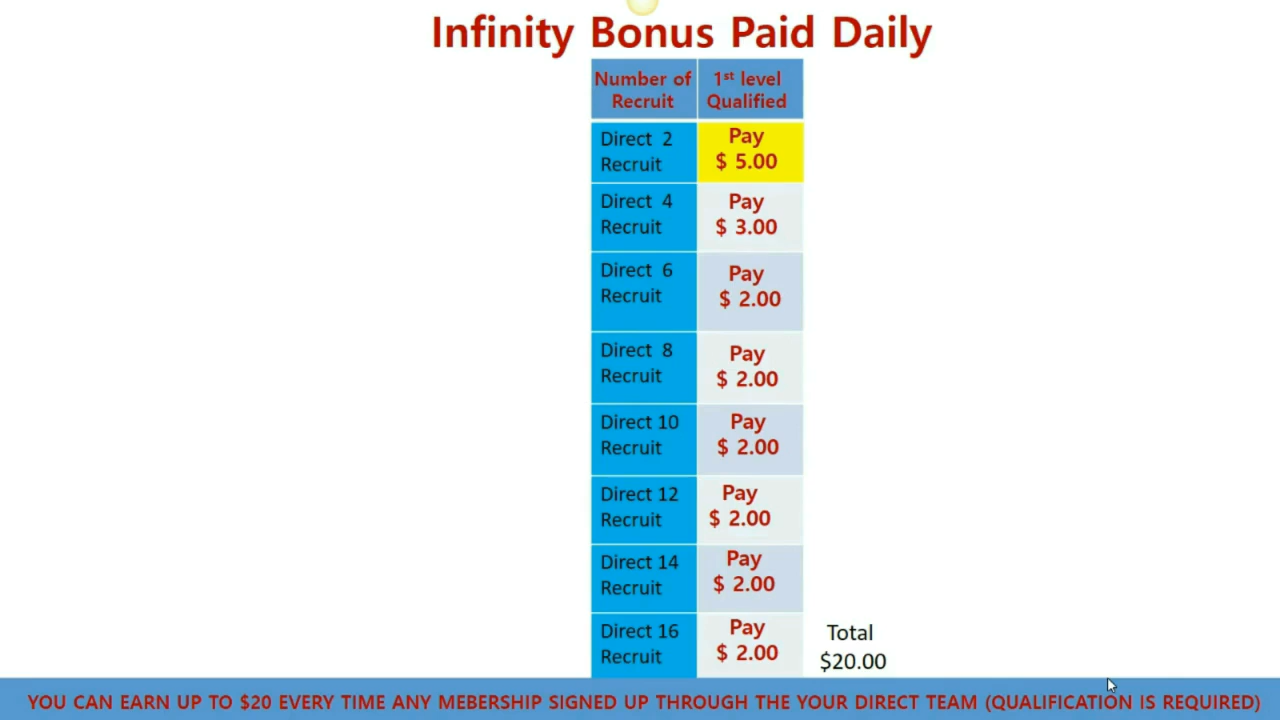 Infinity Bonus Paid Daily
Number of 1st level
Recruit Qualified
Direct 2 Pay
Recruit $ 5.00
Direct 4 Pay
Recruit $ 3.00
Direct 6 Pay
Recruit $ 2.00
Direct 8 Pay
Recruit $ 2.00
Direct 10 Pay
Recruit $ 2.00
Direct 12 Pay
Recruit $ 2.00
Direct 14 Pay
Recruit $ 2.00
Direct 16 Pay Total
Recruit $ 2.00 $20.00
YOU CAN EARN UP TO $20 EVERY TIME ANY MEBERSHIP SIGNED UP THROUGH THE YOUR DIRECT TEAM (QUALIFICATION IS REQUIRED)